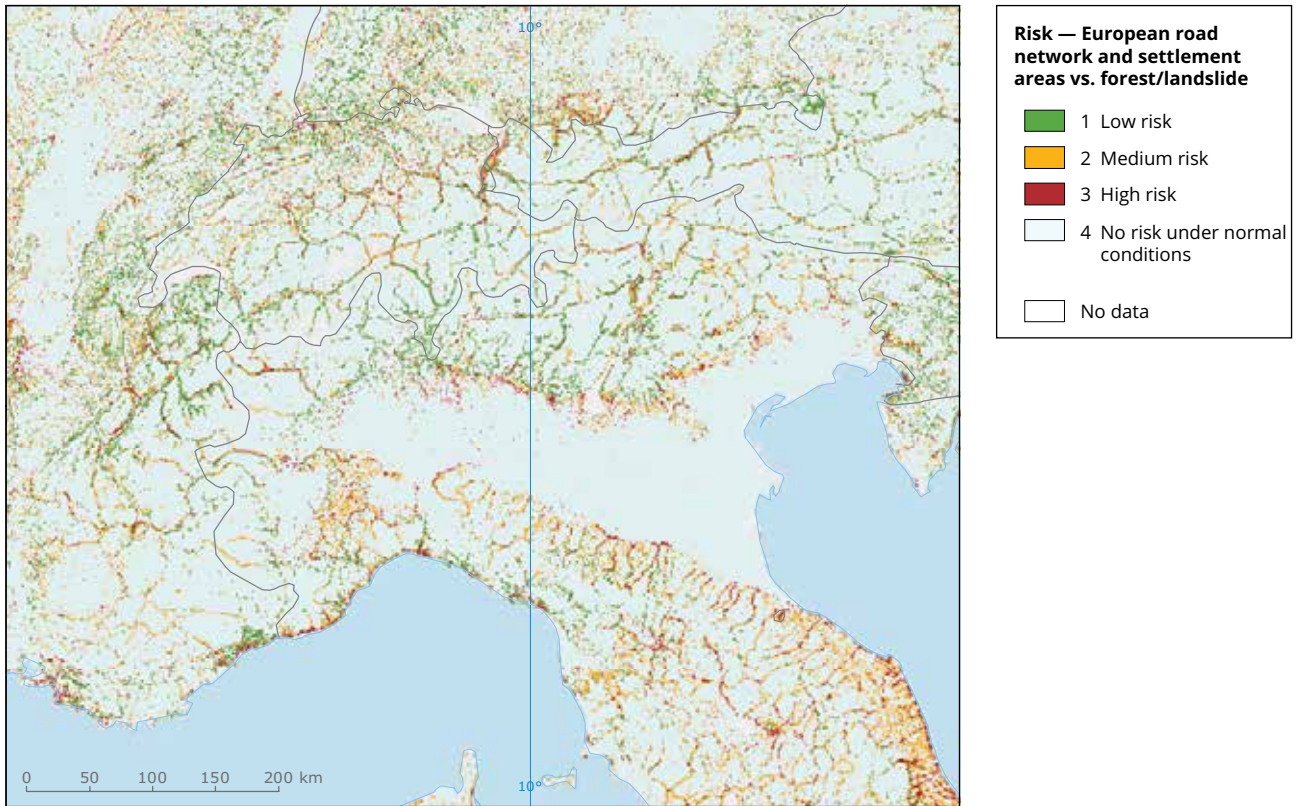 10°
10°
0 50 100 150 200 km
Risk — European road
network and settlement
areas vs. forest/landslide
1 Low risk
2 Medium risk
3 High risk
4 No risk under normal
conditions
No data